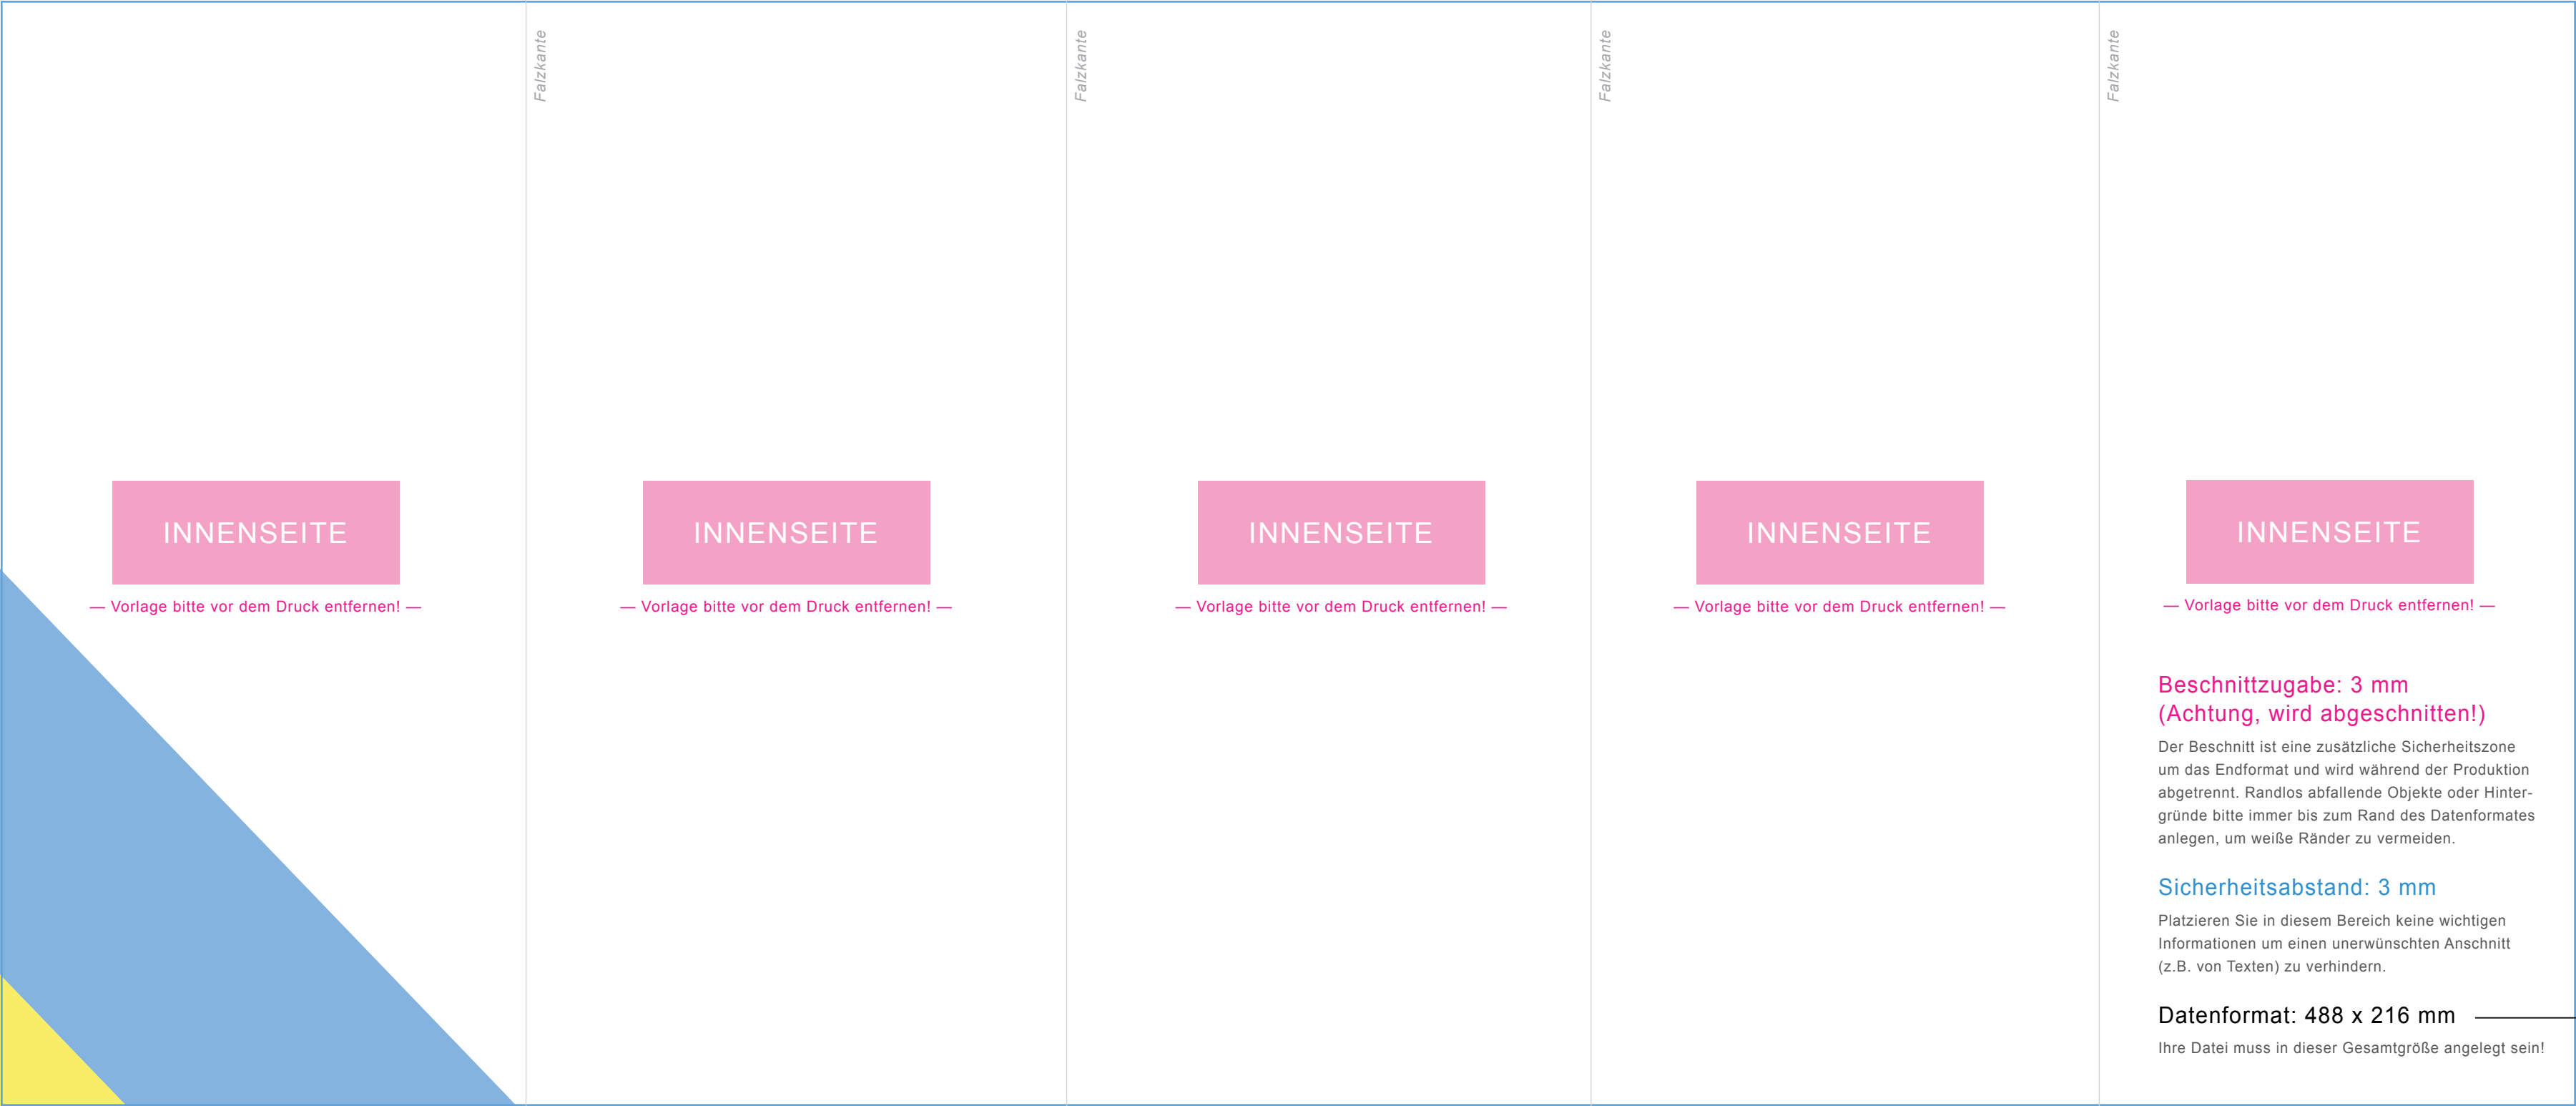 Falzkante
Falzkante
Falzkante
Falzkante
INNENSEITE
— Vorlage bitte vor dem Druck entfernen! —
INNENSEITE
— Vorlage bitte vor dem Druck entfernen! —
INNENSEITE
— Vorlage bitte vor dem Druck entfernen! —
INNENSEITE
— Vorlage bitte vor dem Druck entfernen! —
INNENSEITE
— Vorlage bitte vor dem Druck entfernen! —
Beschnittzugabe: 3 mm
(Achtung, wird abgeschnitten!)
Der Beschnitt ist eine zusätzliche Sicherheitszone
um das Endformat und wird während der Produktion
abgetrennt. Randlos abfallende Objekte oder Hinter-
gründe bitte immer bis zum Rand des Datenformates
anlegen, um weiße Ränder zu vermeiden.
Sicherheitsabstand: 3 mm
Platzieren Sie in diesem Bereich keine wichtigen
Informationen um einen unerwünschten Anschnitt
(z.B. von Texten) zu verhindern.
Datenformat: 488 x 216 mm
Ihre Datei muss in dieser Gesamtgröße angelegt sein!